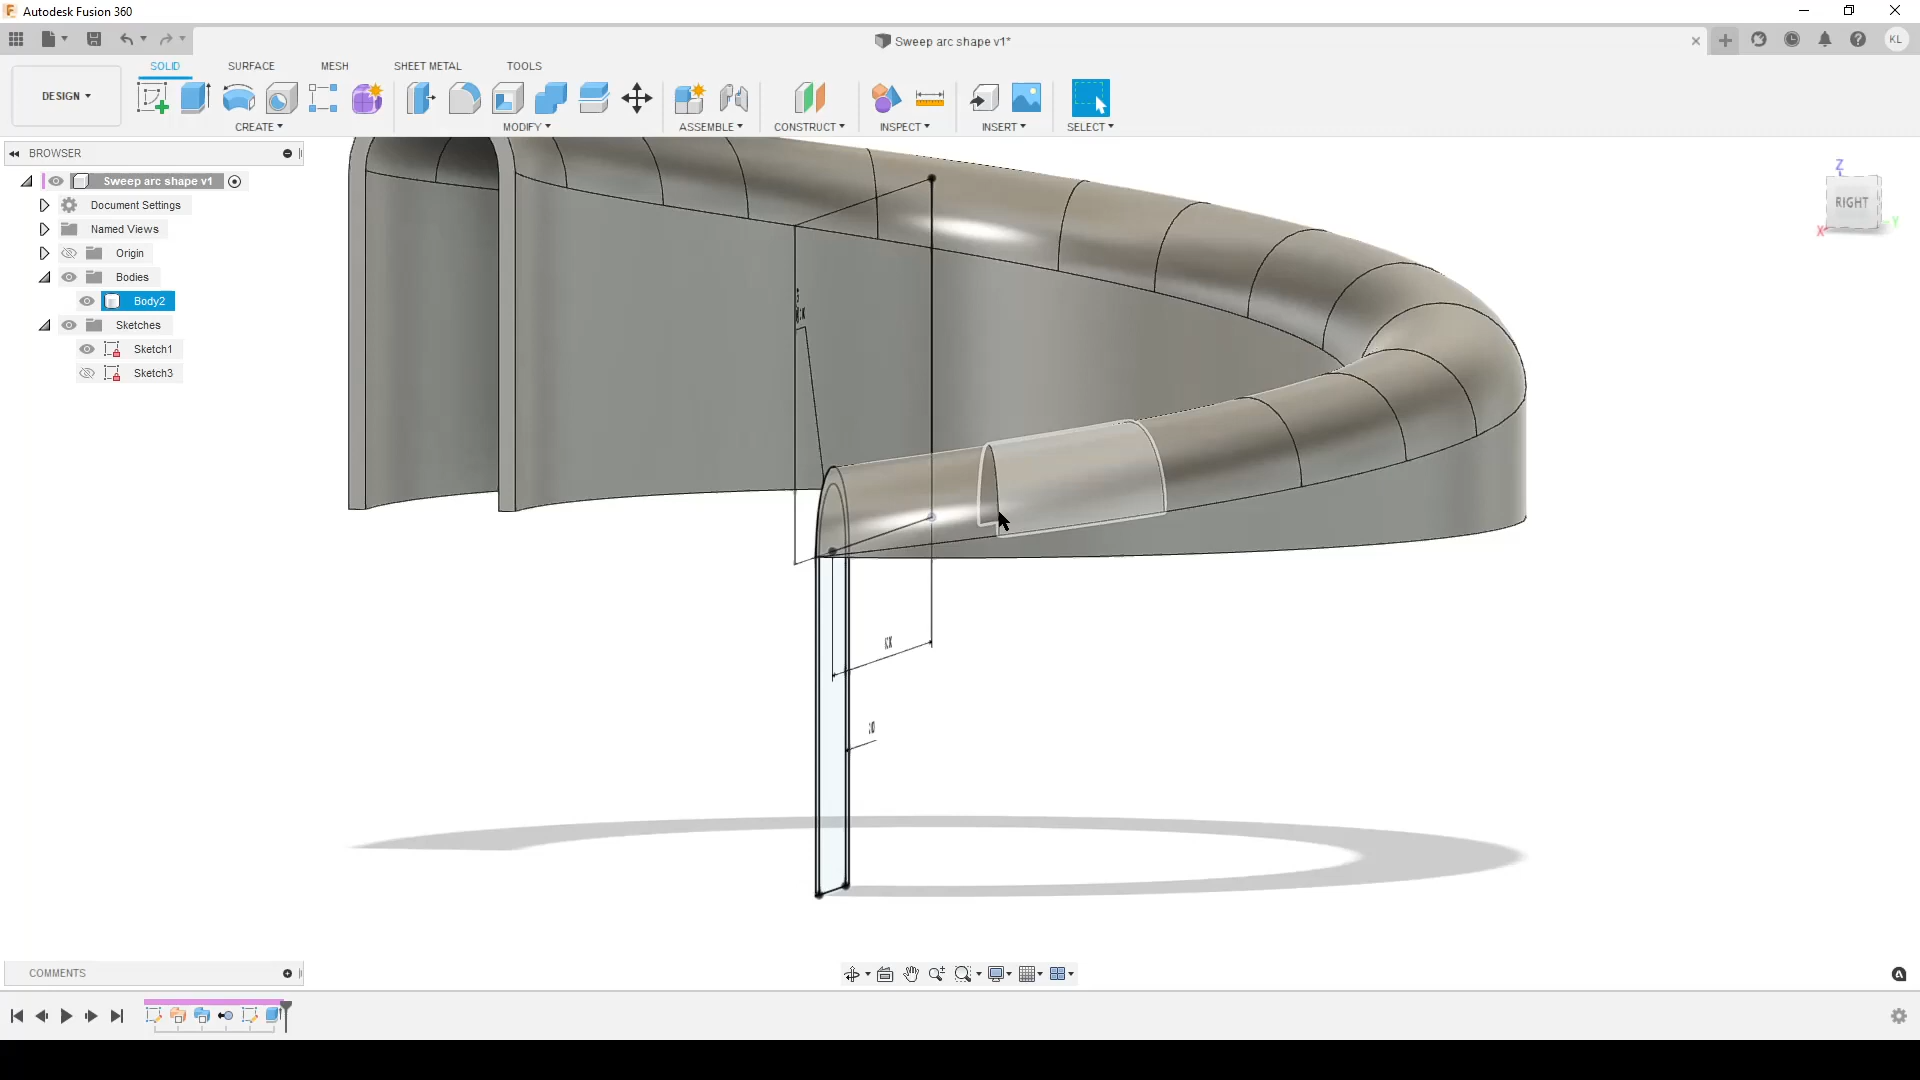 Autodesk Fusion 360
Sweep arc shape v1*
KL
DESIGN
SOLID
SURFACE
MESH
SHEET METAL
TOOLS
CREATE
MODIFY
ASSEMBLE
CONSTRUCT
INSPECT
INSERT
SELECT
BROWSER
Sweep arc shape v1
Document Settings
Named Views
Origin
Bodies
Body2
Sketches
Sketch1
Sketch3
Z
RIGHT
X
Y
COMMENTS